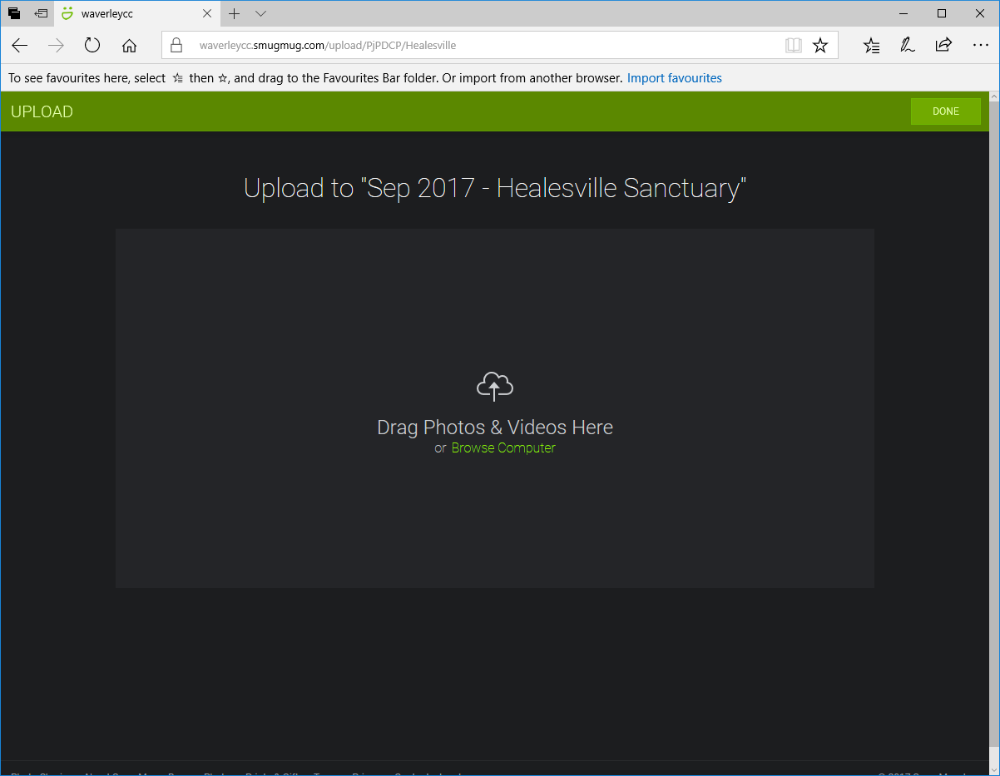 waverleycc
waverleycc.smugmug.com/upload/PjPDCP/Healesville
To see favourites here, select ☆ then ☆, and drag to the Favourites Bar folder. Or import from another browser. Import favourites
UPLOAD
DONE
Upload to "Sep 2017 - Healesville Sanctuary"
Drag Photos & Videos Here
or Browse Computer